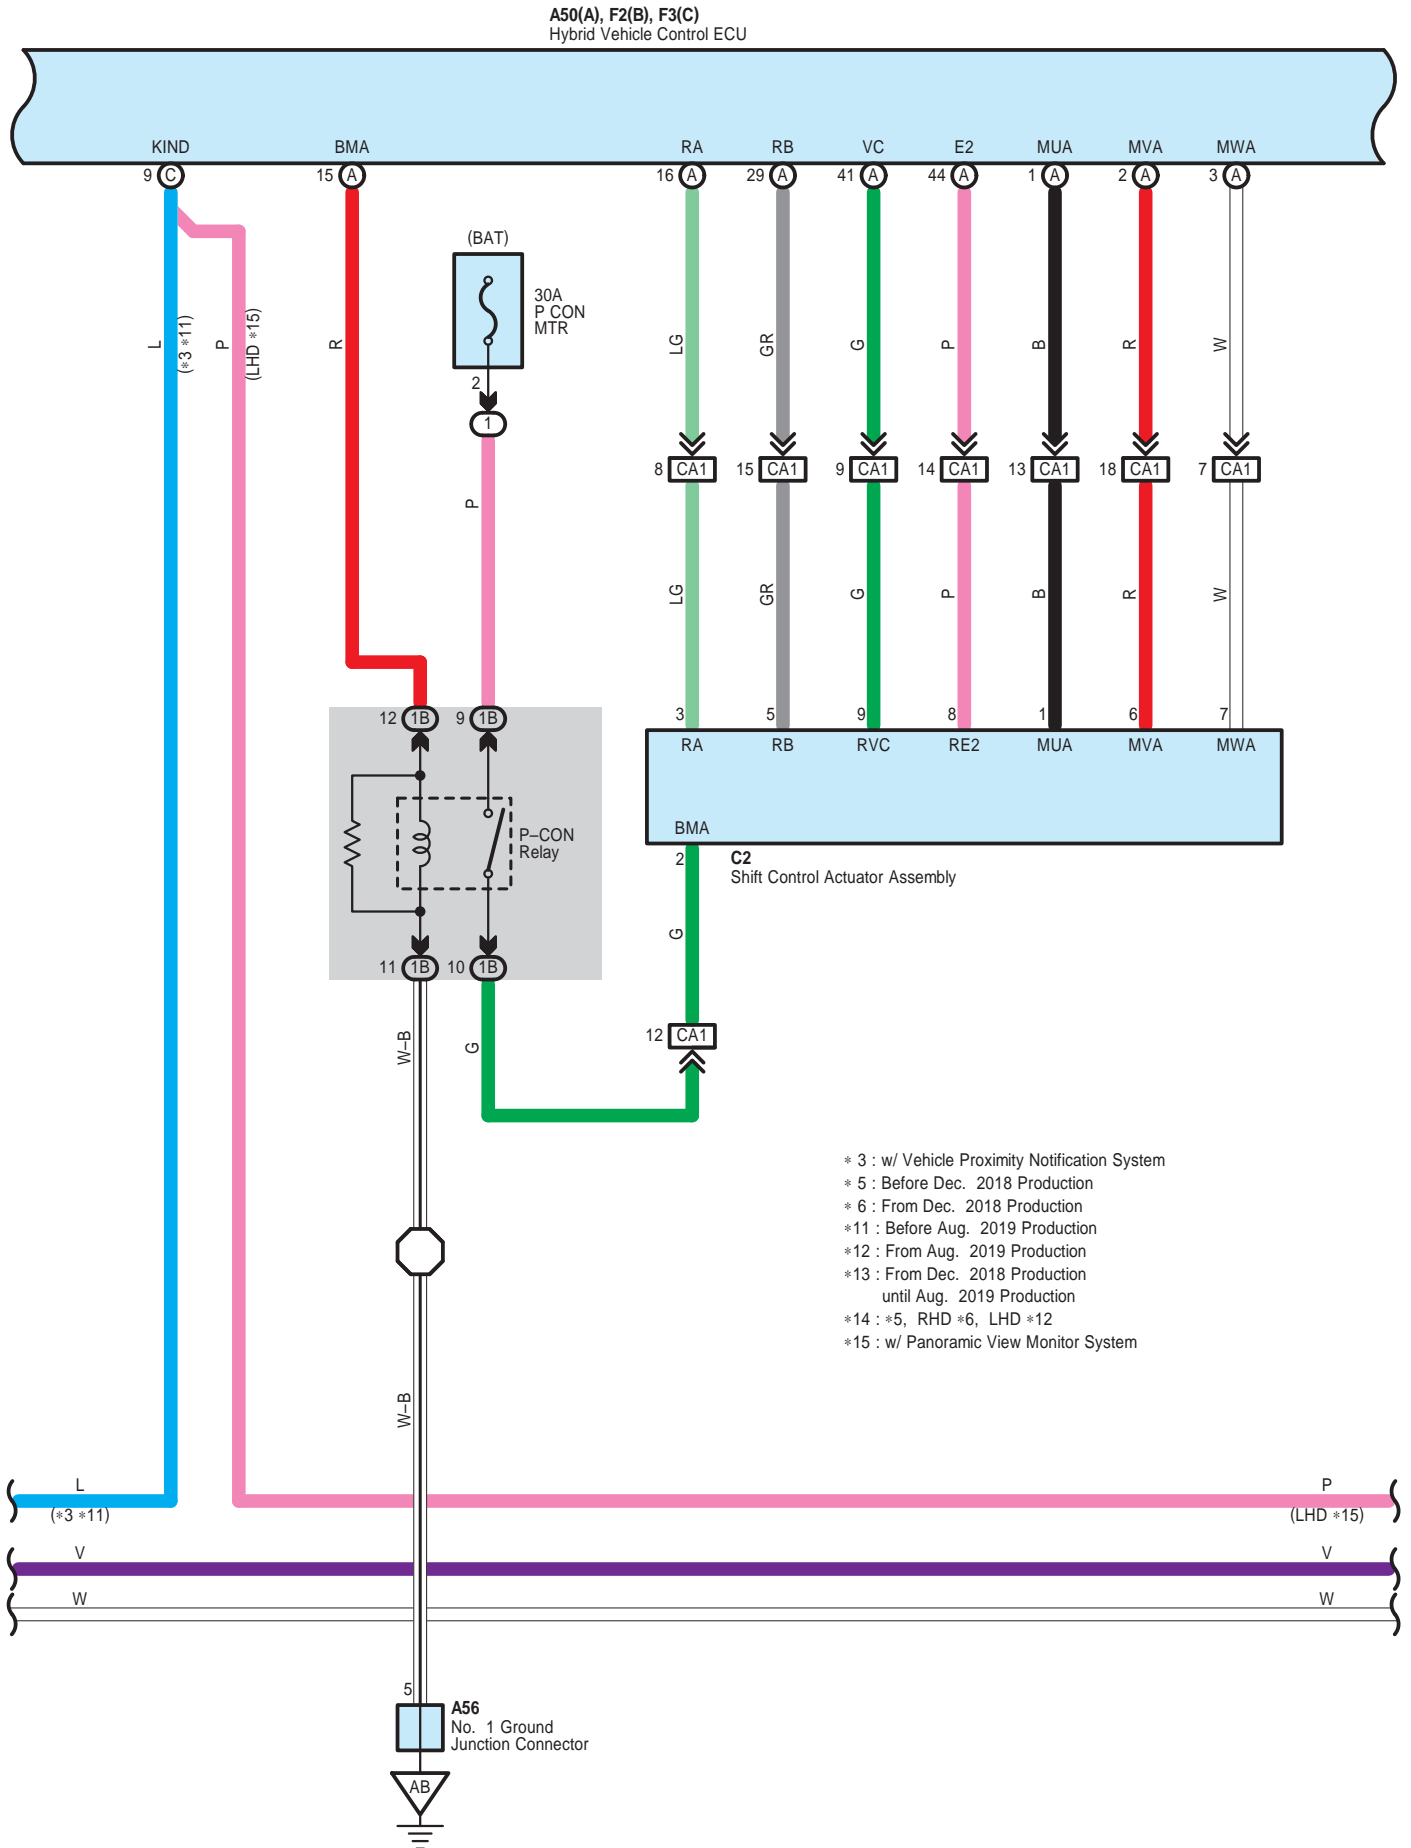 A50(A), F2(B), F3(C)
Hybrid Vehicle Control ECU
KIND BMA RA RB VC E2 MUA MVA MWA
9 C 15 A 16 A 29 A 41 A 44 A 1 A 2 A 3 A
(BAT)
30A
P CON
MTR
L
(*3 *11)
P
(LHD *15)
R
LG GR G P B R W
2
1
8 CA1 15 CA1 9 CA1 14 CA1 13 CA1 18 CA1 7 CA1
P
LG GR G P B R W
12 1B 9 1B
3 5 9 8 1 6 7
RA RB RVC RE2 MUA MVA MWA
P–CON
Relay
BMA
2
C2
Shift Control Actuator Assembly
G
11 1B 10 1B
W–B
G
12 CA1
* 3 : w/ Vehicle Proximity Notification System
* 5 : Before Dec. 2018 Production
* 6 : From Dec. 2018 Production
*11 : Before Aug. 2019 Production
*12 : From Aug. 2019 Production
*13 : From Dec. 2018 Production
until Aug. 2019 Production
*14 : *5, RHD *6, LHD *12
*15 : w/ Panoramic View Monitor System
W–B
L P
(*3 *11) (LHD *15)
V V
W W
5
A56
No. 1 Ground
Junction Connector
AB